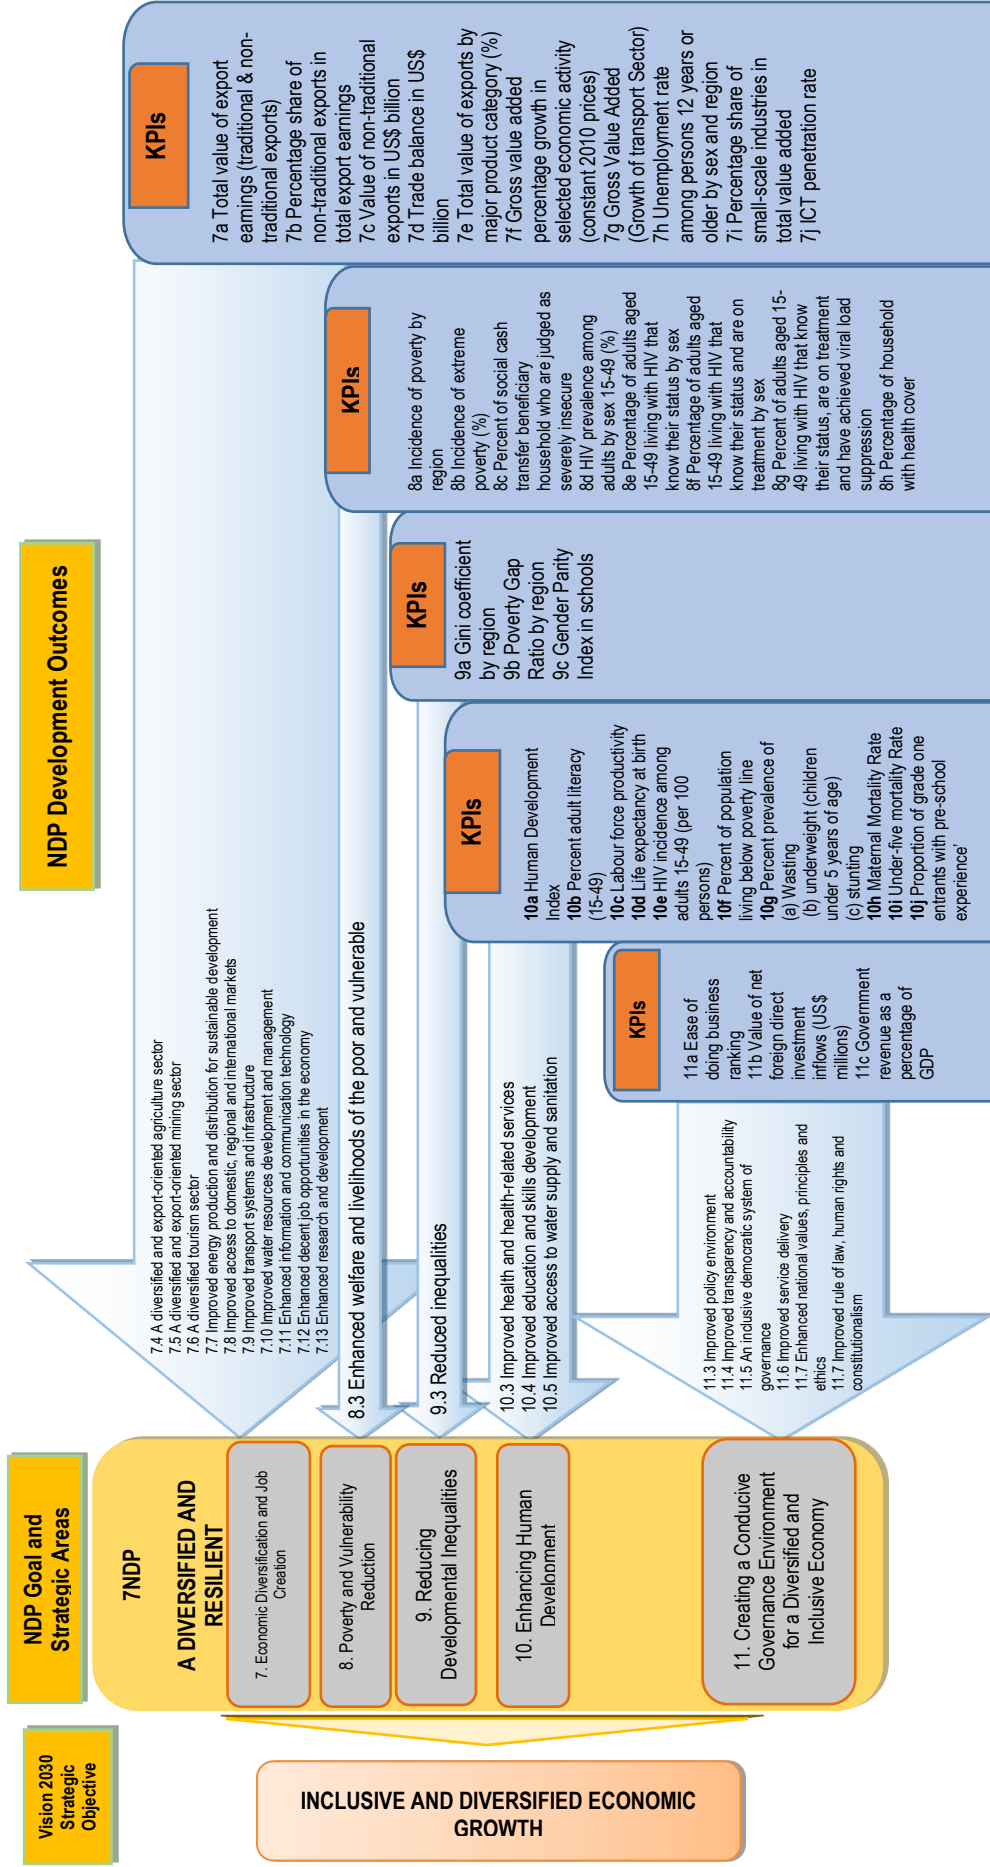 Vision 2030
Strategic
Objective
NDP Goal and
Strategic Areas
NDP Development Outcomes
INCLUSIVE AND DIVERSIFIED ECONOMIC
GROWTH
7NDP
A DIVERSIFIED AND
RESILIENT
7. Economic Diversification and Job
Creation
8. Poverty and Vulnerability
Reduction
9. Reducing
Developmental Inequalities
10. Enhancing Human
Development
11. Creating a Conducive
Governance Environment
for a Diversified and
Inclusive Economy
7.4 A diversified and export-oriented agriculture sector
7.5 A diversified and export-oriented mining sector
7.6 A diversified tourism sector
7.7 Improved energy production and distribution for sustainable development
7.8 Improved access to domestic, regional and international markets
7.9 Improved transport systems and infrastructure
7.10 Improved water resources development and management
7.11 Enhanced information and communication technology
7.12 Enhanced decent job opportunities in the economy
7.13 Enhanced research and development
8.3 Enhanced welfare and livelihoods of the poor and vulnerable
9.3 Reduced inequalities
10.3 Improved health and health-related services
10.4 Improved education and skills development
10.5 Improved access to water supply and sanitation
11.3 Improved policy environment
11.4 Improved transparency and accountability
11.5 An inclusive democratic system of
governance
11.6 Improved service delivery
11.7 Enhanced national values, principles and
ethics
11.7 Improved rule of law, human rights and
constitutionalism
KPIs
7a Total value of export
earnings (traditional & non-
traditional exports)
7b Percentage share of
non-traditional exports in
total export earnings
7c Value of non-traditional
exports in US$ billion
7d Trade balance in US$
billion
7e Total value of exports by
major product category (%)
7f Gross value added
percentage growth in
selected economic activity
(constant 2010 prices)
7g Gross Value Added
(Growth of transport Sector)
7h Unemployment rate
among persons 12 years or
older by sex and region
7i Percentage share of
small-scale industries in
total value added
7j ICT penetration rate
KPIs
8a Incidence of poverty by
region
8b Incidence of extreme
poverty (%)
8c Percent of social cash
transfer beneficiary
household who are judged as
severely insecure
8d HIV prevalence among
adults by sex 15-49 (%)
8e Percentage of adults aged
15-49 living with HIV that
know their status by sex
8f Percentage of adults aged
15-49 living with HIV that
know their status and are on
treatment by sex
8g Percent of adults aged 15-
49 living with HIV that know
their status, are on treatment
and have achieved viral load
suppression
8h Percentage of household
with health cover
KPIs
9a Gini coefficient
by region
9b Poverty Gap
Ratio by region
9c Gender Parity
Index in schools
KPIs
10a Human Development
Index
10b Percent adult literacy
(15-49)
10c Labour force productivity
10d Life expectancy at birth
10e HIV incidence among
adults 15-49 (per 100
persons)
10f Percent of population
living below poverty line
10g Percent prevalence of
(a) Wasting
(b) underweight (children
under 5 years of age)
(c) stunting
10h Maternal Mortality Rate
10i Under-five mortality Rate
10j Proportion of grade one
entrants with pre-school
experience'
KPIs
11a Ease of
doing business
ranking
11b Value of net
foreign direct
investment
inflows (US$
millions)
11c Government
revenue as a
percentage of
GDP